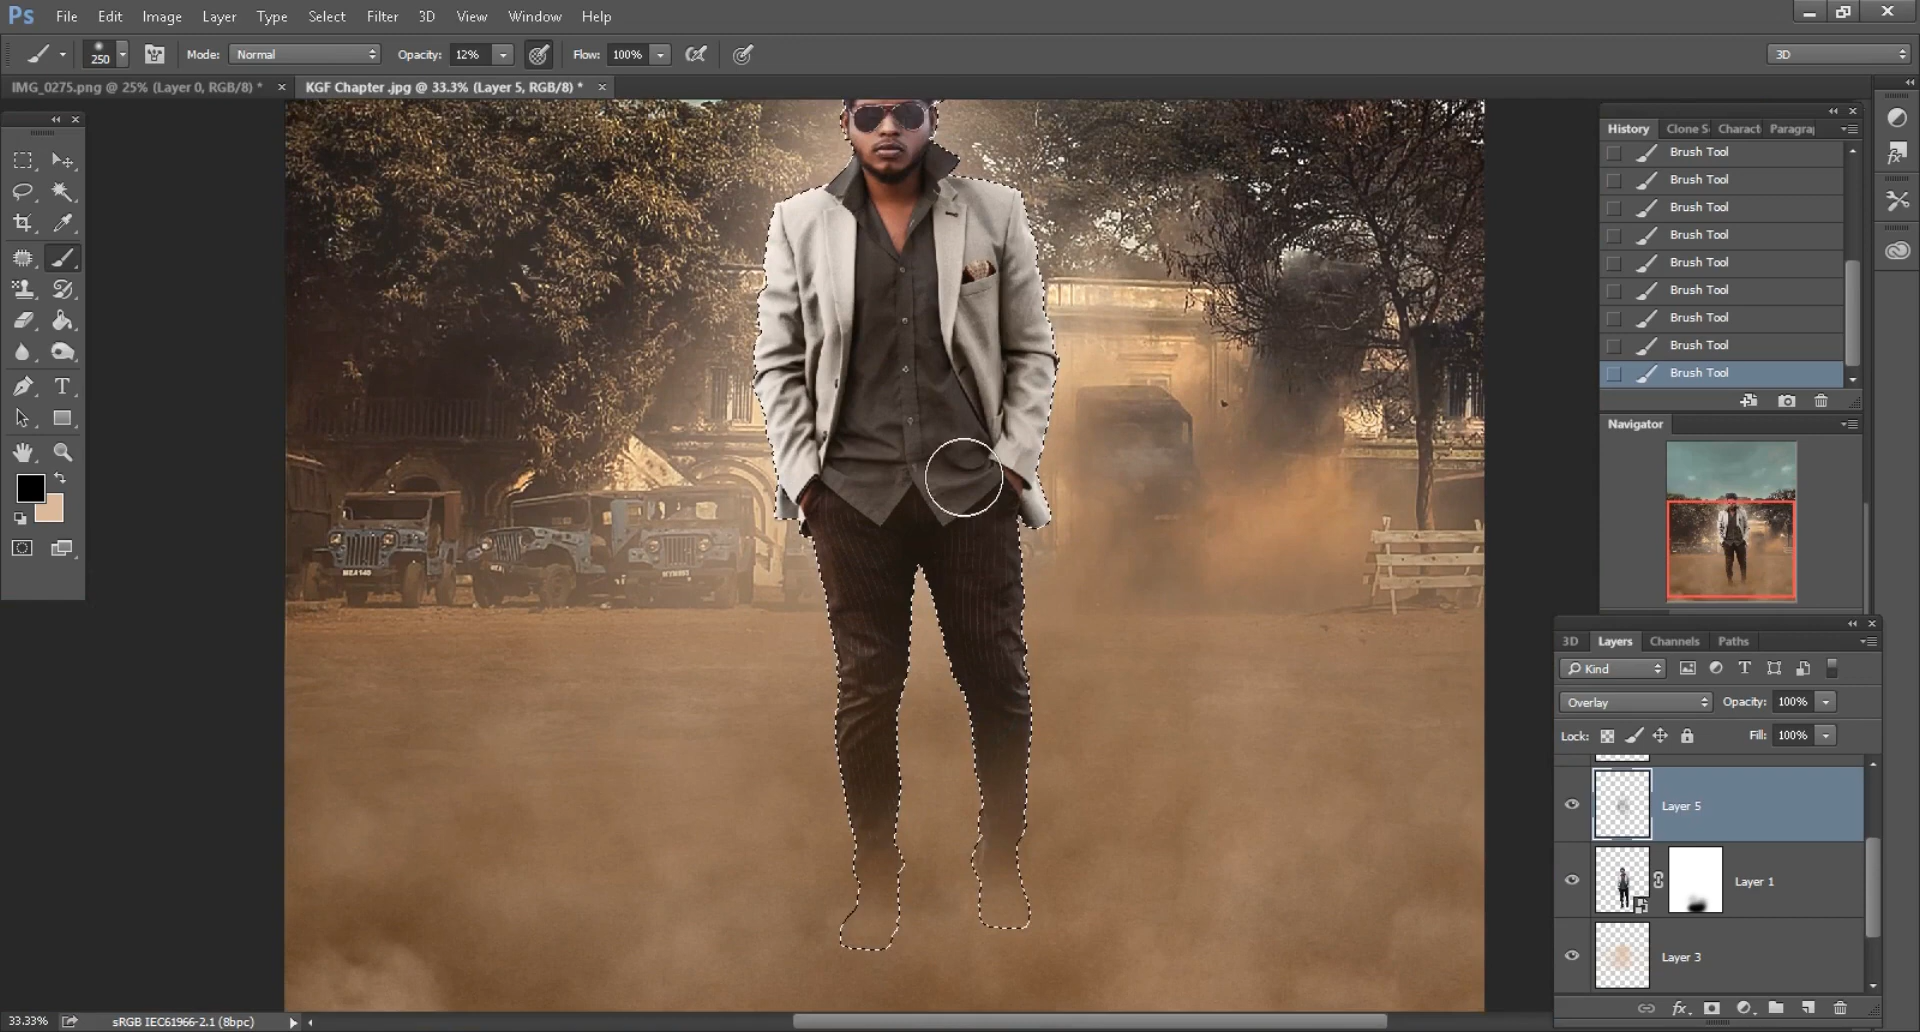 Ps File Edit Image Layer Type Select Filter 3D View Window Help
250 Mode: Normal Opacity: 12% Flow: 100% 3D
IMG_0275.png @ 25% (Layer 0, RGB/8) * × KGF Chapter .jpg @ 33.3% (Layer 5, RGB/8) * ×
History Clone S Charact Paragra
Brush Tool
Brush Tool
Brush Tool
Brush Tool
Brush Tool
Brush Tool
Brush Tool
Brush Tool
Brush Tool
Navigator
3D Layers Channels Paths
Kind
Overlay Opacity: 100%
Lock: Fill: 100%
Layer 5
Layer 1
Layer 3
33.33% sRGB IEC61966-2.1 (8bpc)